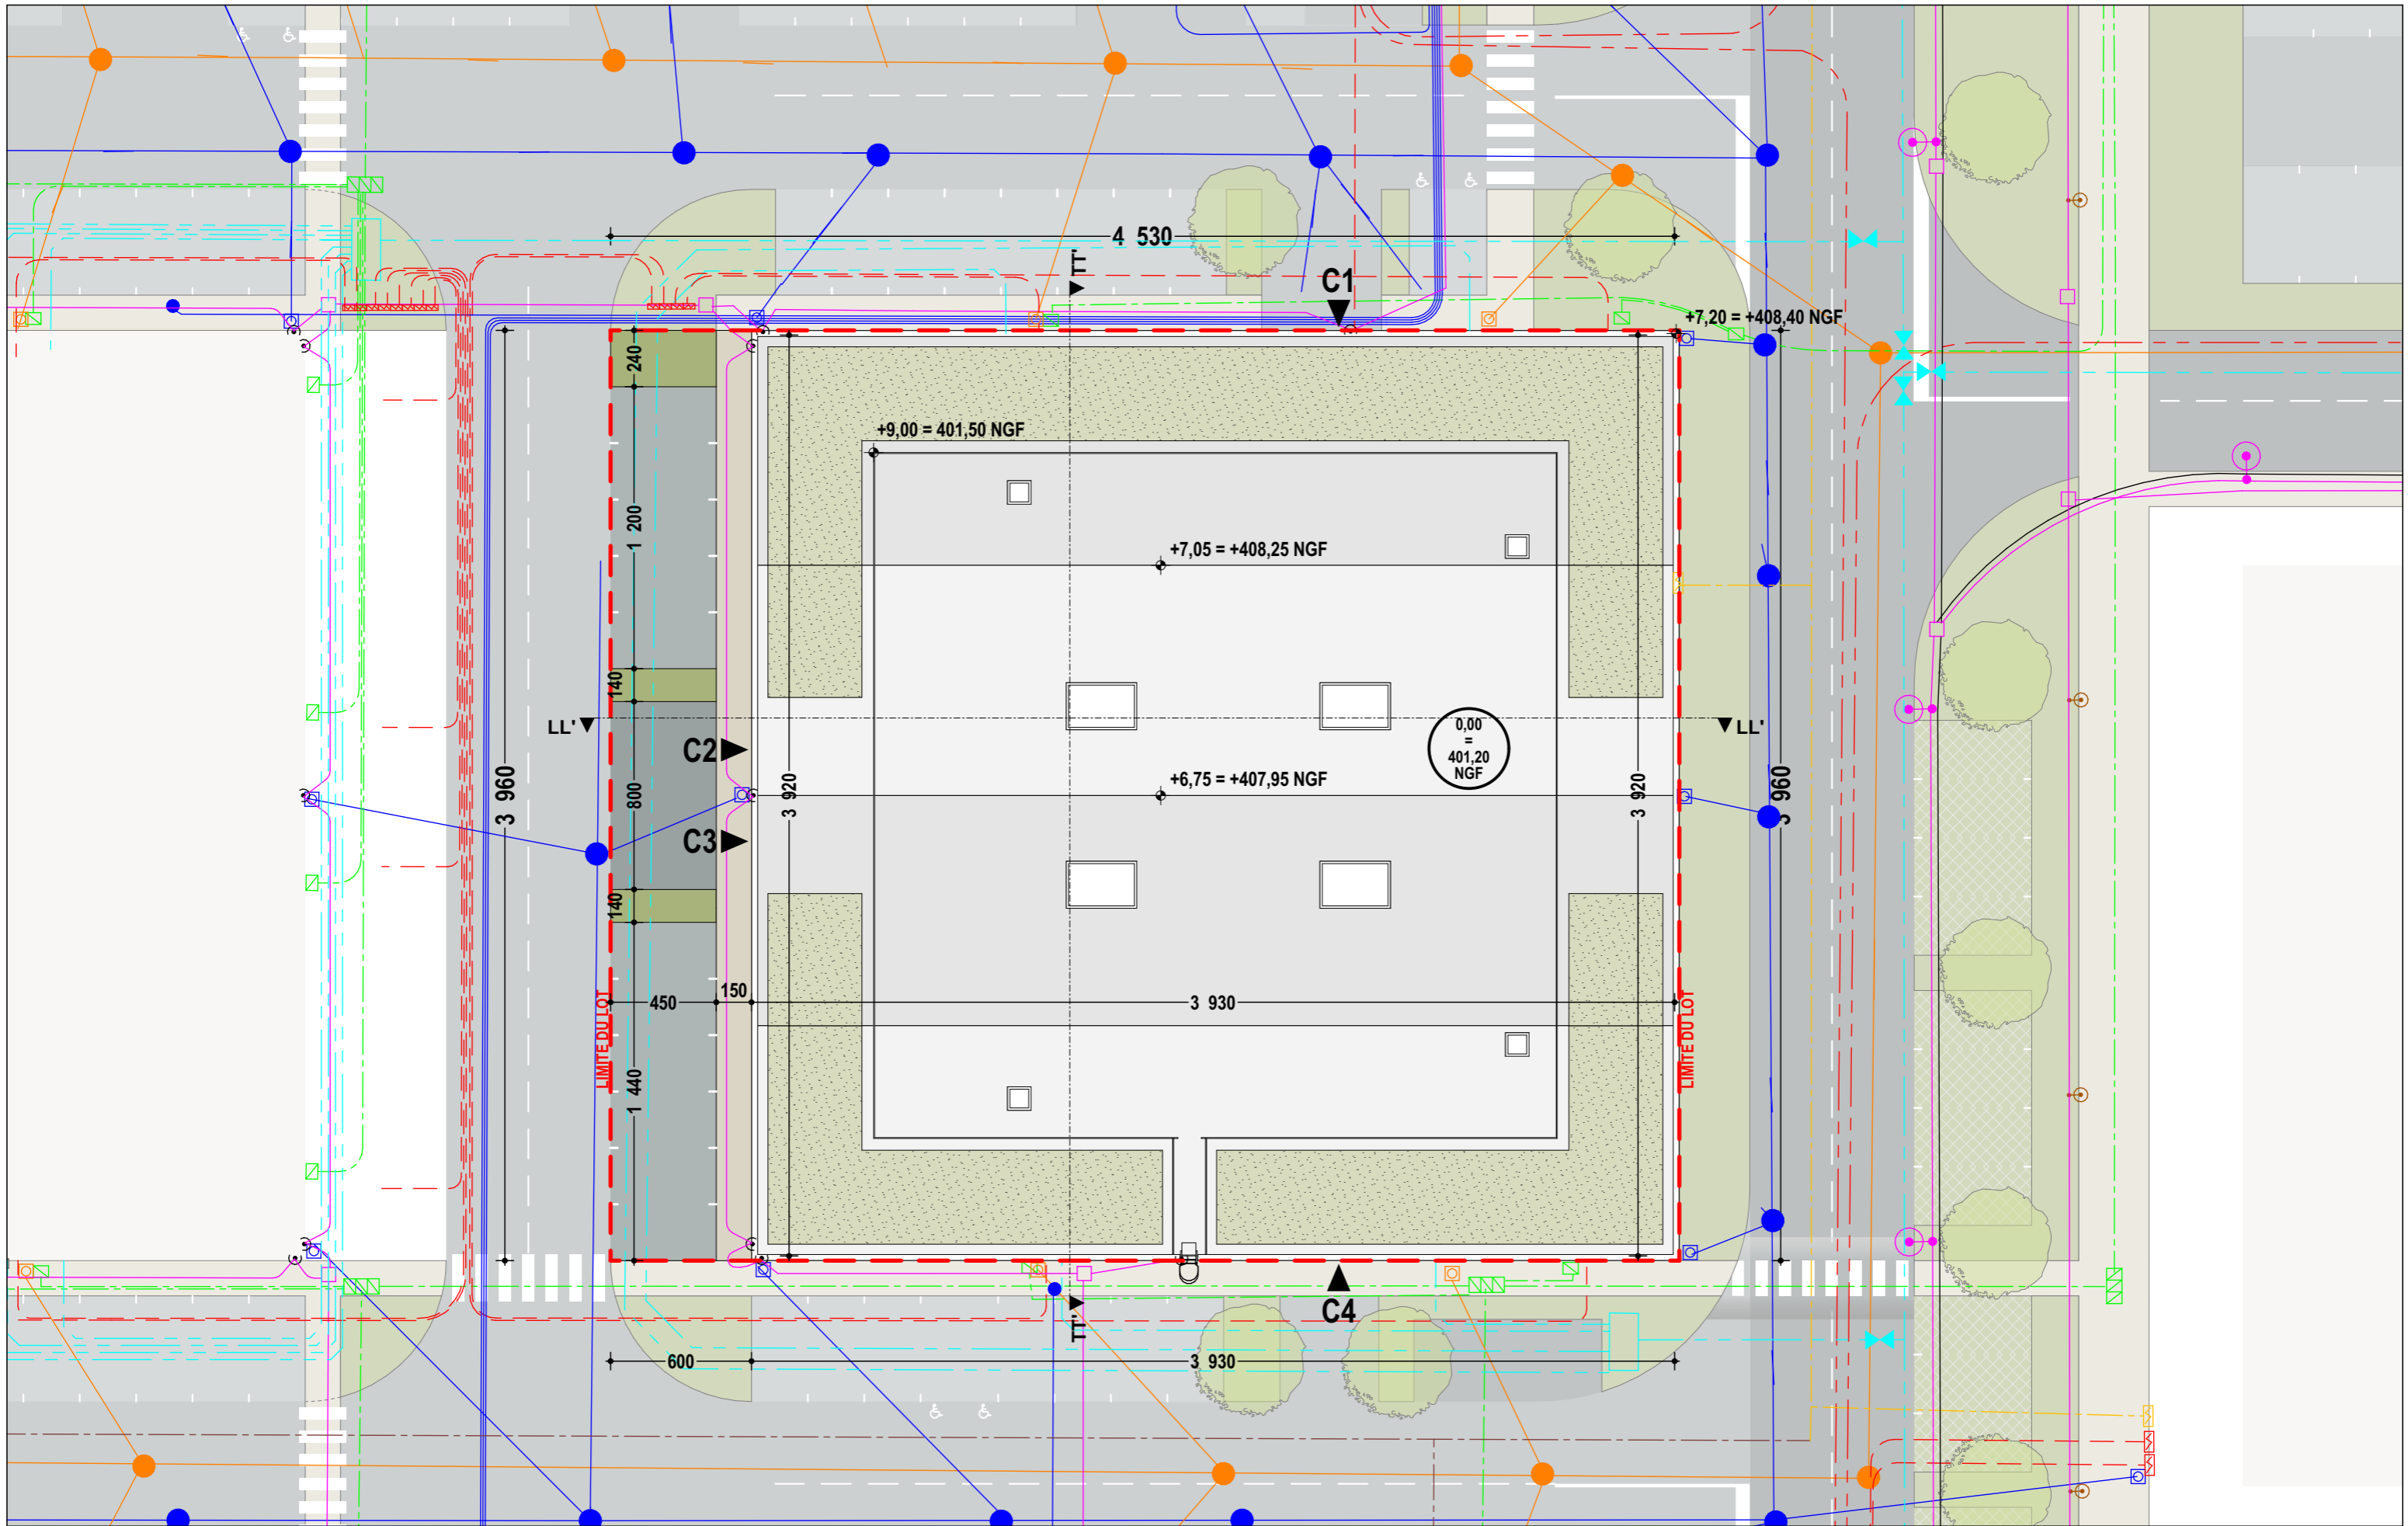 4 530
TT'
C1
+7,20 = +408,40 NGF
240
+9,00 = 401,50 NGF
1 200
+7,05 = +408,25 NGF
140
LL'
LL'
C2
0,00
=
401,20
NGF
3 960
800
3 920
+6,75 = +407,95 NGF
3 920
3 960
C3
140
450
150
3 930
LIMITE DU LOT
LIMITE DU LOT
1 440
C4
TT'
600
3 930